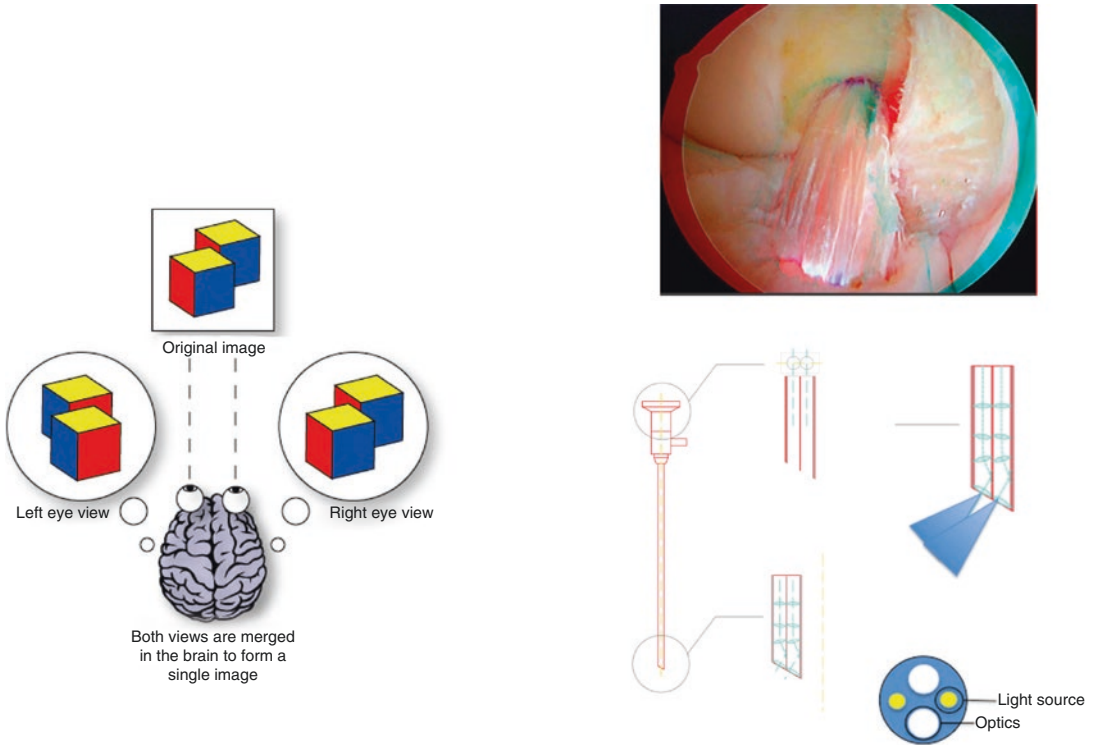 Original image
Left eye view
Right eye view
Both views are merged
in the brain to form a
single image
Light source
Optics